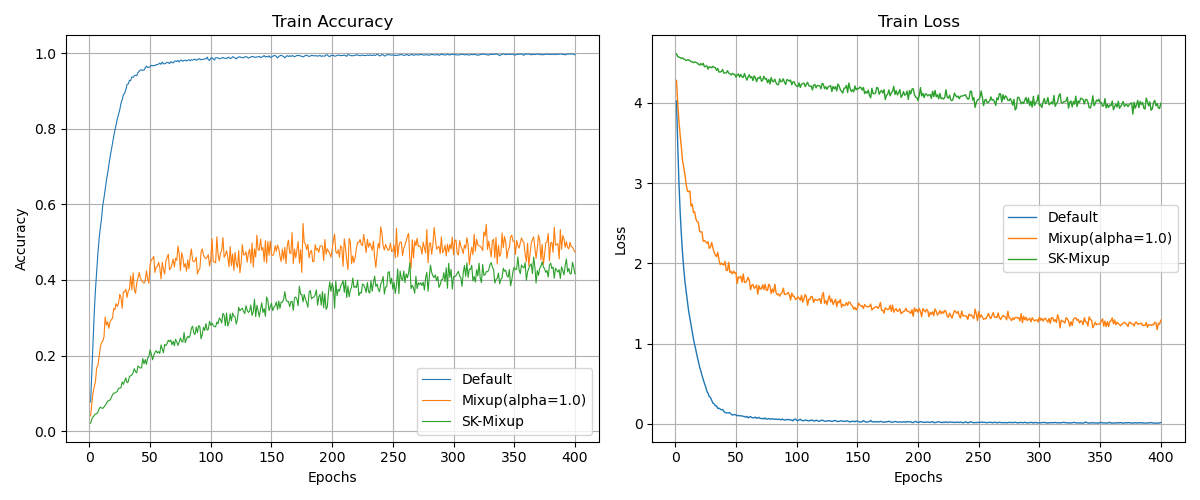 Train Accuracy
Accuracy
1.0
0.8
0.6
0.4
0.2
0.0
Default
Mixup(alpha=1.0)
SK-Mixup
0 50 100 150 200 250 300 350 400
Epochs
Train Loss
Loss
4
3
2
1
0
Default
Mixup(alpha=1.0)
SK-Mixup
0 50 100 150 200 250 300 350 400
Epochs